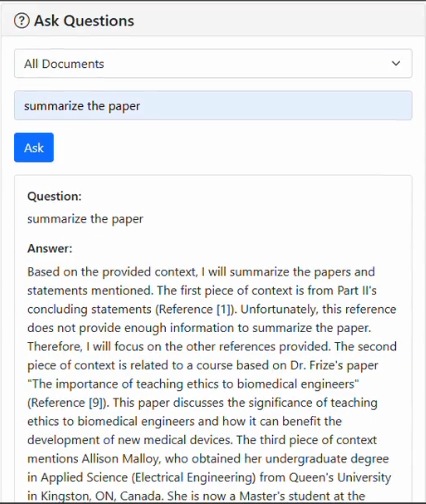 Ask Questions
All Documents
summarize the paper
Ask
Question:
summarize the paper
Answer:
Based on the provided context, I will summarize the papers and
statements mentioned. The first piece of context is from Part II's
concluding statements (Reference [1]). Unfortunately, this reference
does not provide enough information to summarize the paper.
Therefore, I will focus on the other references provided. The second
piece of context is related to a course based on Dr. Frize's paper
"The importance of teaching ethics to biomedical engineers"
(Reference [9]). This paper discusses the significance of teaching
ethics to biomedical engineers and how it can benefit the
development of new medical devices. The third piece of context
mentions Allison Malloy, who obtained her undergraduate degree
in Applied Science (Electrical Engineering) from Queen's University
in Kingston, ON, Canada. She is now a Master's student at the